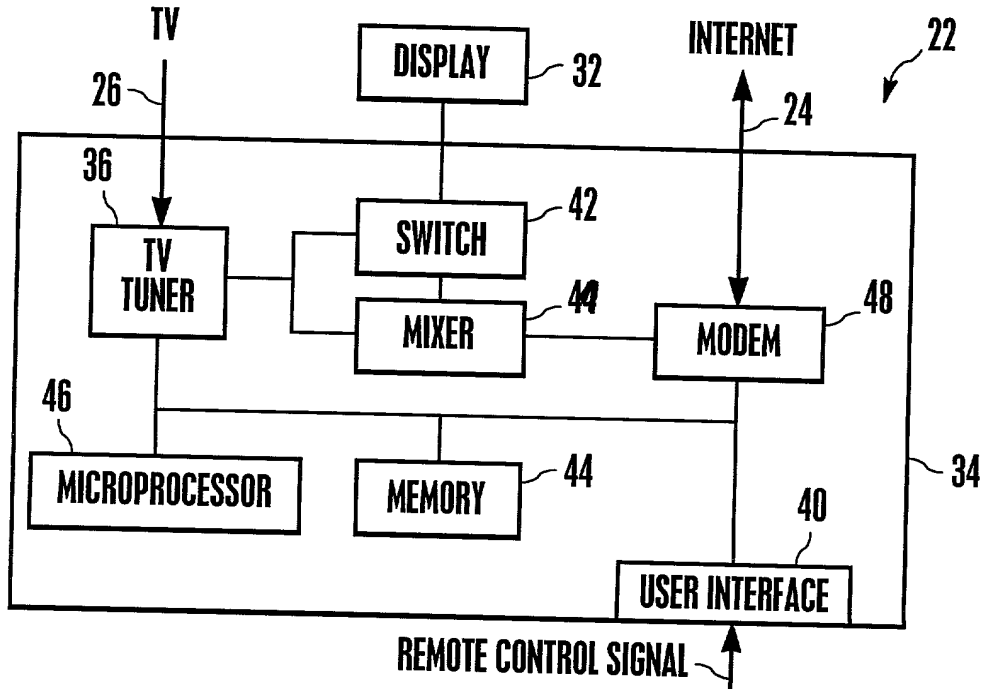 TV
DISPLAY
INTERNET
22
32
26
24
36
42
SWITCH
TV
TUNER
44
48
MIXER
MODEM
46
MICROPROCESSOR
MEMORY
44
34
40
USER INTERFACE
REMOTE CONTROL SIGNAL